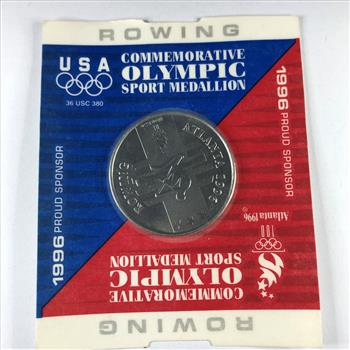 ROWING
USA
36 USC 380
COMMEMORATIVE
OLYMPIC
SPORT MEDALLION
1996 PROUD SPONSOR
1996 PROUD SPONSOR
ROWING
ATLANTA 1996
Atlanta 1996
COMMEMORATIVE
OLYMPIC
SPORT MEDALLION
ROWING